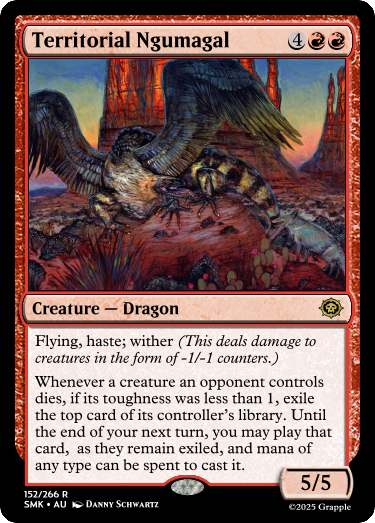 Territorial Ngumagal 4
Creature — Dragon
Flying, haste; wither (This deals damage to
creatures in the form of -1/-1 counters.)
Whenever a creature an opponent controls
dies, if its toughness was less than 1, exile
the top card of its controller's library. Until
the end of your next turn, you may play that
card,  as they remain exiled, and mana of
any type can be spent to cast it.
5/5
152/266 R
SMK • AU Danny Schwartz
©2025 Grapple